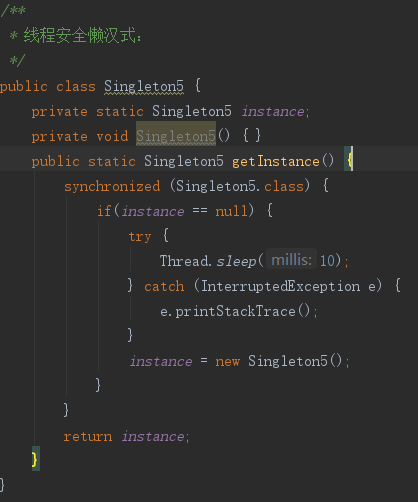 /**
 * 线程安全懒汉式：
 */
public class Singleton5 {
    private static Singleton5 instance;
    private void Singleton5() {}
    public static Singleton5 getInstance() {
        synchronized (Singleton5.class) {
            if(instance == null) {
                try {
                    Thread.sleep( millis: 10);
                } catch (InterruptedException e) {
                    e.printStackTrace();
                }
                instance = new Singleton5();
            }
        }
        return instance;
    }
}